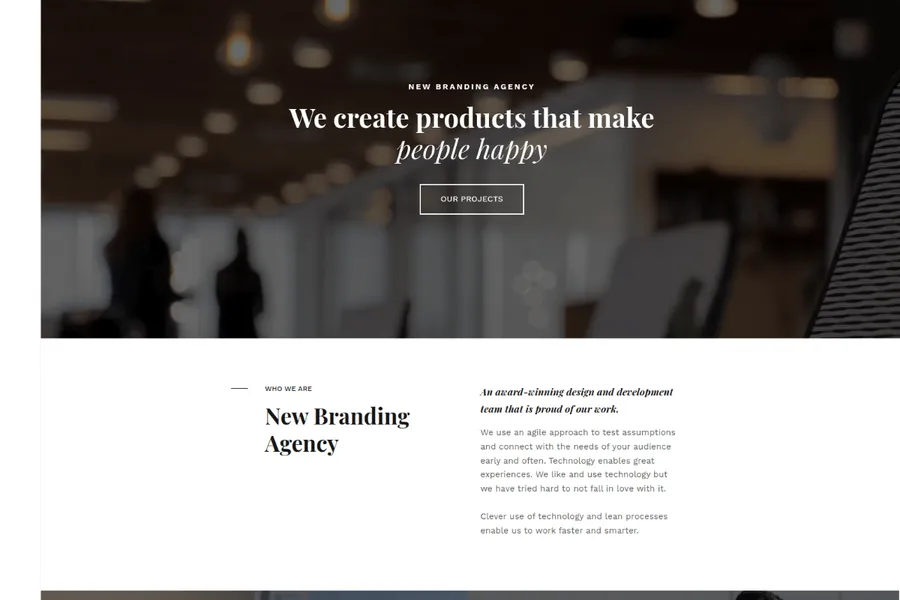 NEW BRANDING AGENCY
We create products that make
people happy
OUR PROJECTS
WHO WE ARE
New Branding
Agency
An award-winning design and development
team that is proud of our work.
We use an agile approach to test assumptions
and connect with the needs of your audience
early and often. Technology enables great
experiences. We like and use technology but
we have tried hard to not fall in love with it.
Clever use of technology and lean processes
enable us to work faster and smarter.